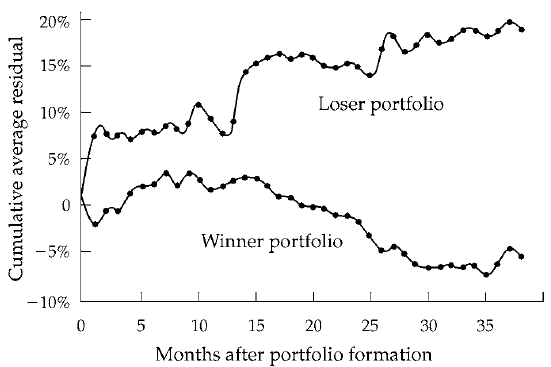 Cumulative average residual
20%
15%
10%
5%
0
−5%
−10%
Loser portfolio
Winner portfolio
0 5 10 15 20 25 30 35
Months after portfolio formation